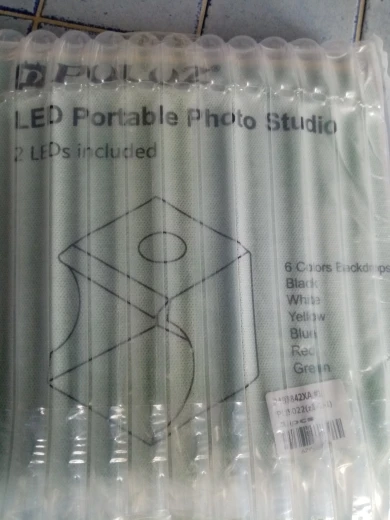 PULUZ
LED Portable Photo Studio
2 LEDs included
6 Colors Backdrops
Black
White
Yellow
Blue
Red
Green